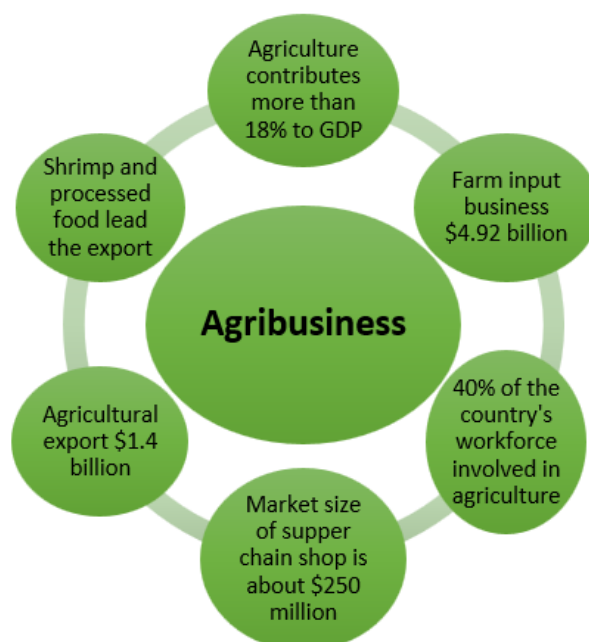 Agriculture
contributes
more than
18% to GDP
Farm input
business
$4.92 billion
40% of the
country's
workforce
involved in
agriculture
Market size
of supper
chain shop is
about $250
million
Agricultural
export $1.4
billion
Shrimp and
processed
food lead
the export
Agribusiness